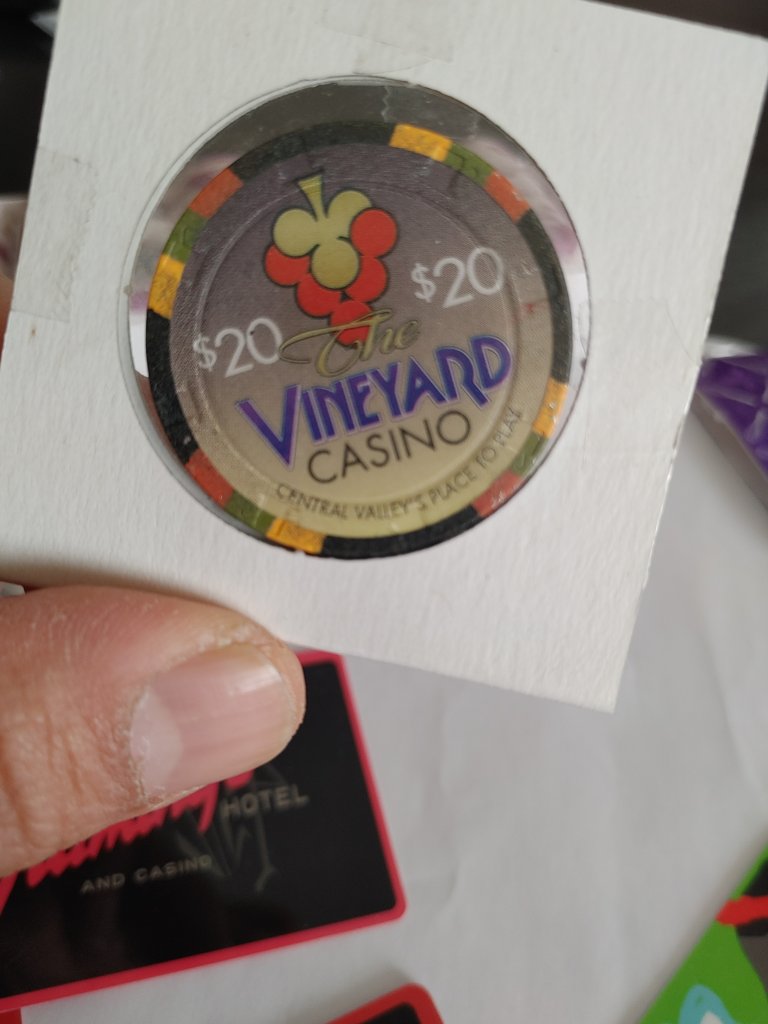 $20
$20
The
VINEYARD
CASINO
CENTRAL VALLEY'S PLACE TO PLAY
HOTEL
AND CASINO